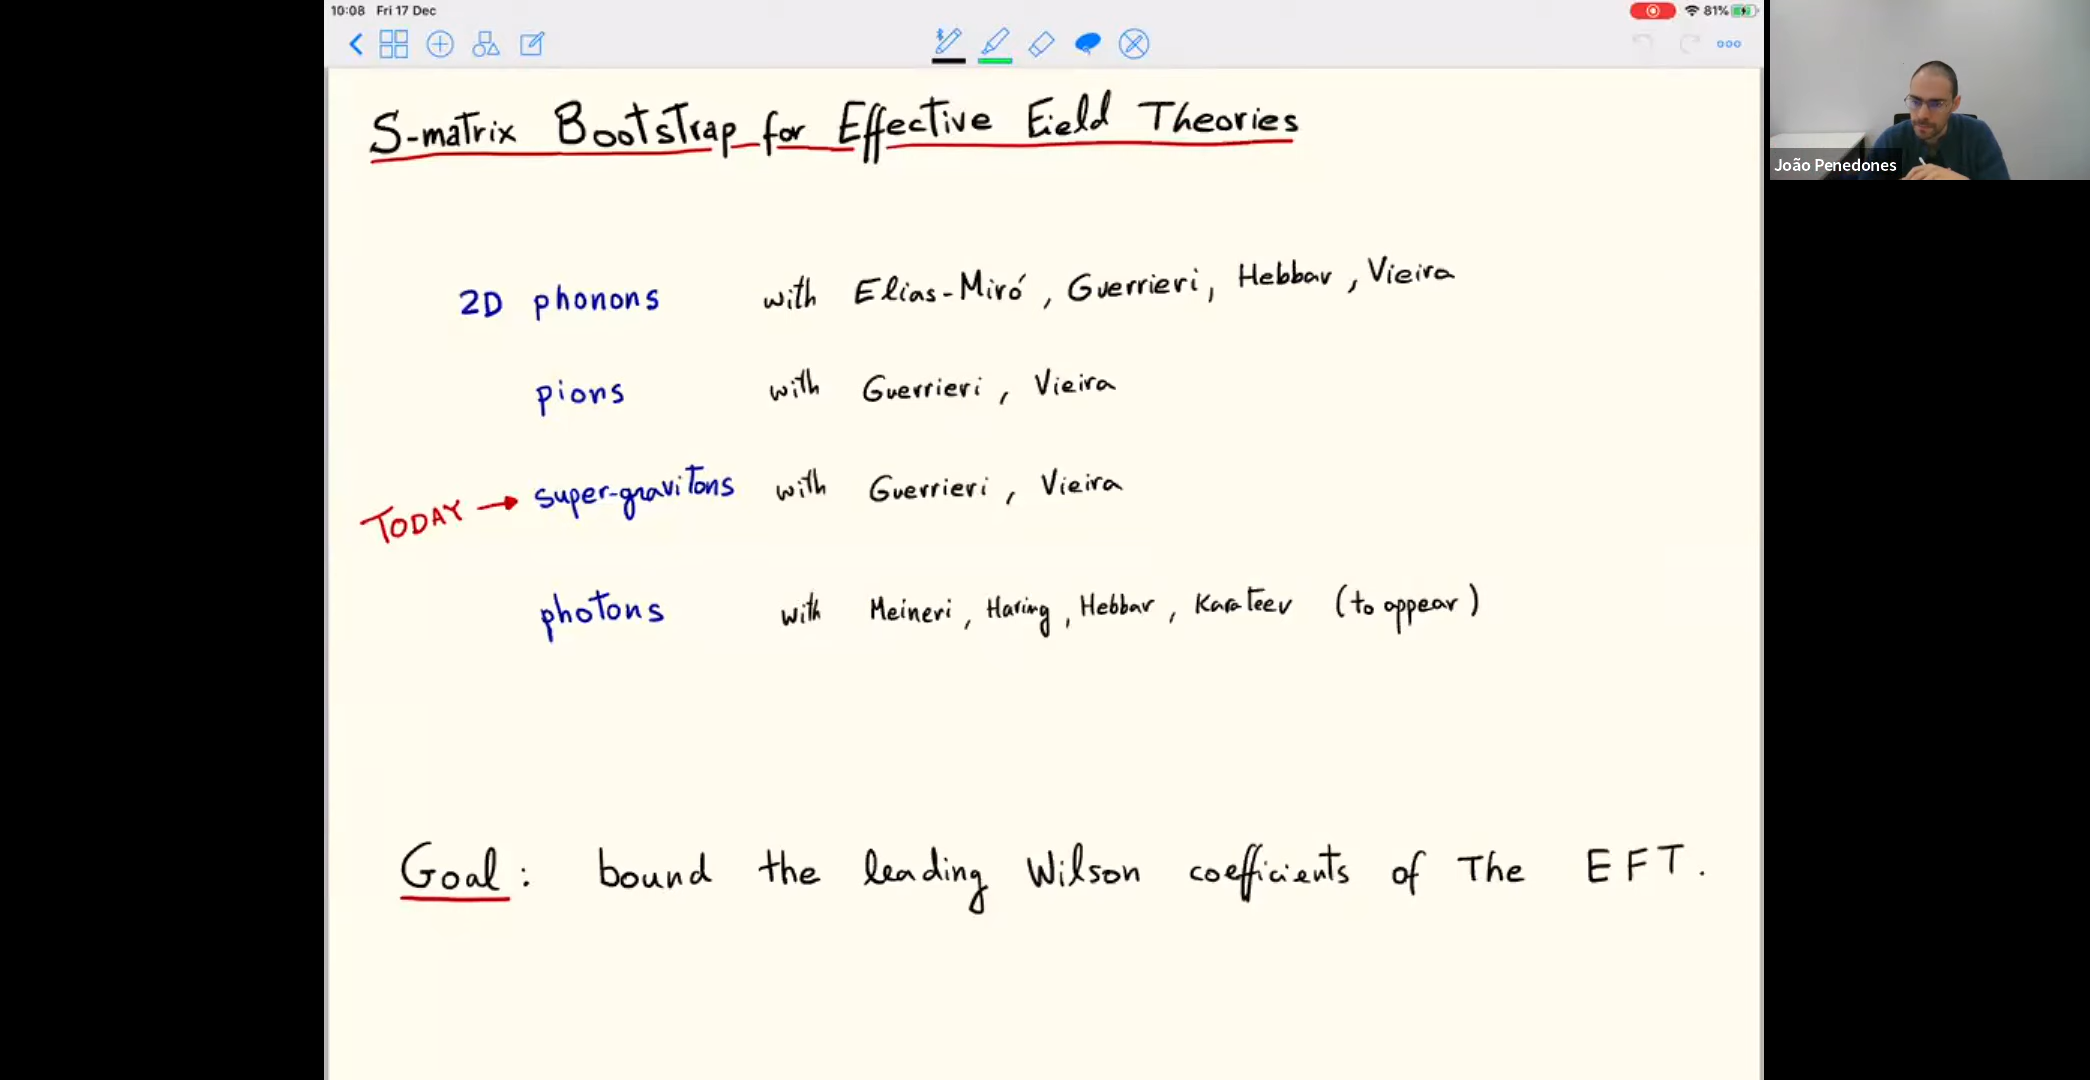 10:08 Fri 17 Dec
81%
S-matrix Bootstrap for Effective Field Theories
2D phonons with Elias-Miró, Guerrieri, Hebbar, Vieira
pions with Guerrieri, Vieira
TODAY → super-gravitons with Guerrieri, Vieira
photons with Meineri, Haring, Hebbar, Karateev (to appear)
Goal: bound the leading Wilson coefficients of The EFT.
João Penedones